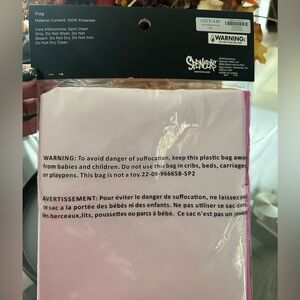 Flag
Material Content: 100% Polyester
Care Instructions: Spot Clean
Only. Do Not Wash. Do Not
Bleach. Do Not Dry. Do Not Iron.
Do Not Dry Clean.
SPENCERS
USD $14.99
WARNING:
WARNING: To avoid danger of suffocation, keep this plastic bag away
from babies and children. Do not use this bag in cribs, beds, carriages
or playpens. This bag is not a toy.22-09-966658-SP2
AVERTISSEMENT: Pour éviter le danger de suffocation, ne laissez pas
ce sac a la portée des bébés ni des enfants. Ne pas utiliser ce sac dans
les berceaux,lits, poussettes ou parcs à bébé. Ce sac n'est pas un jouet